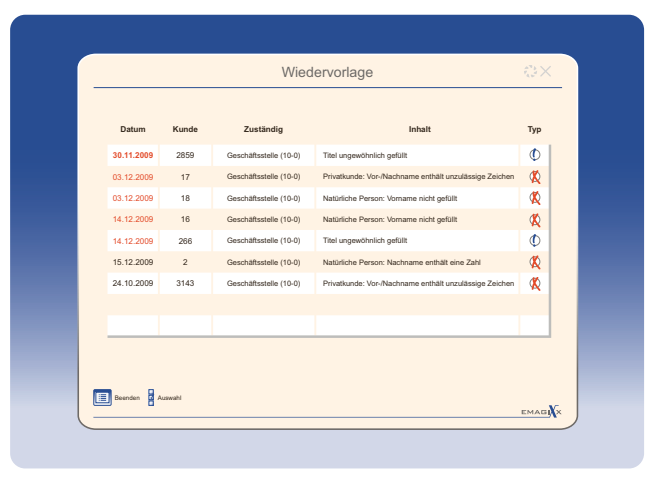 Wiedervorlage
Datum Kunde Zuständig Inhalt Typ
30.11.2009 2859 Geschäftsstelle (10-0) Titel ungewöhnlich gefüllt
03.12.2009 17 Geschäftsstelle (10-0) Privatkunde: Vor-/Nachname enthält unzulässige Zeichen
03.12.2009 18 Geschäftsstelle (10-0) Natürliche Person: Vorname nicht gefüllt
14.12.2009 16 Geschäftsstelle (10-0) Natürliche Person: Vorname nicht gefüllt
14.12.2009 266 Geschäftsstelle (10-0) Titel ungewöhnlich gefüllt
15.12.2009 2 Geschäftsstelle (10-0) Natürliche Person: Nachname enthält eine Zahl
24.10.2009 3143 Geschäftsstelle (10-0) Privatkunde: Vor-/Nachname enthält unzulässige Zeichen
Beenden Auswahl